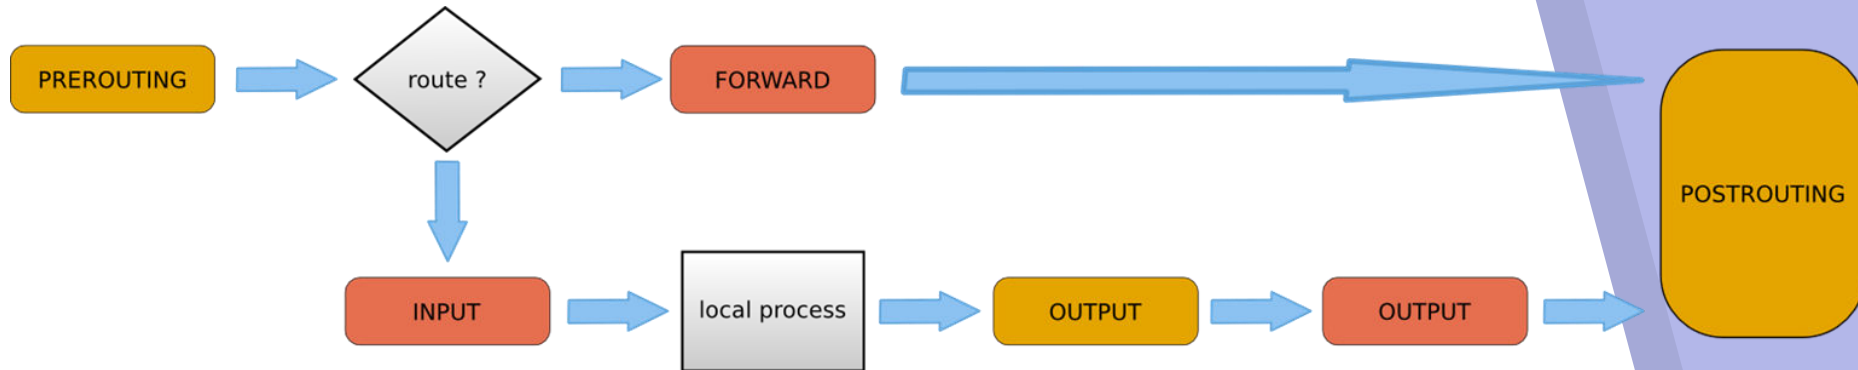 PREROUTING
route ?
FORWARD
POSTROUTING
INPUT
local process
OUTPUT
OUTPUT